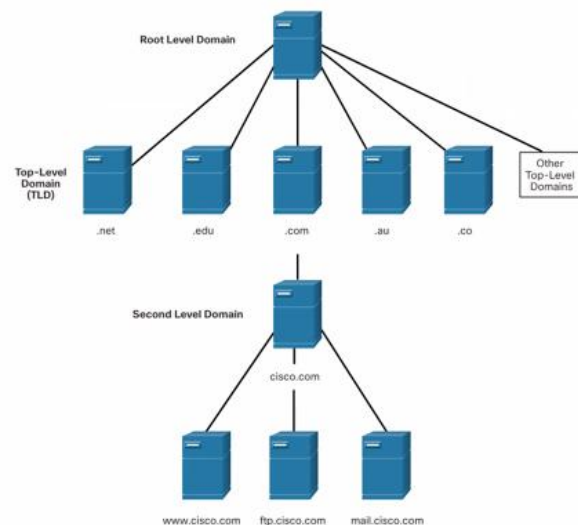 Root Level Domain
Top-Level
Domain
(TLD)
Other
Top-Level
Domains
.net
.edu
.com
.au
.co
Second Level Domain
cisco.com
www.cisco.com
ftp.cisco.com
mail.cisco.com